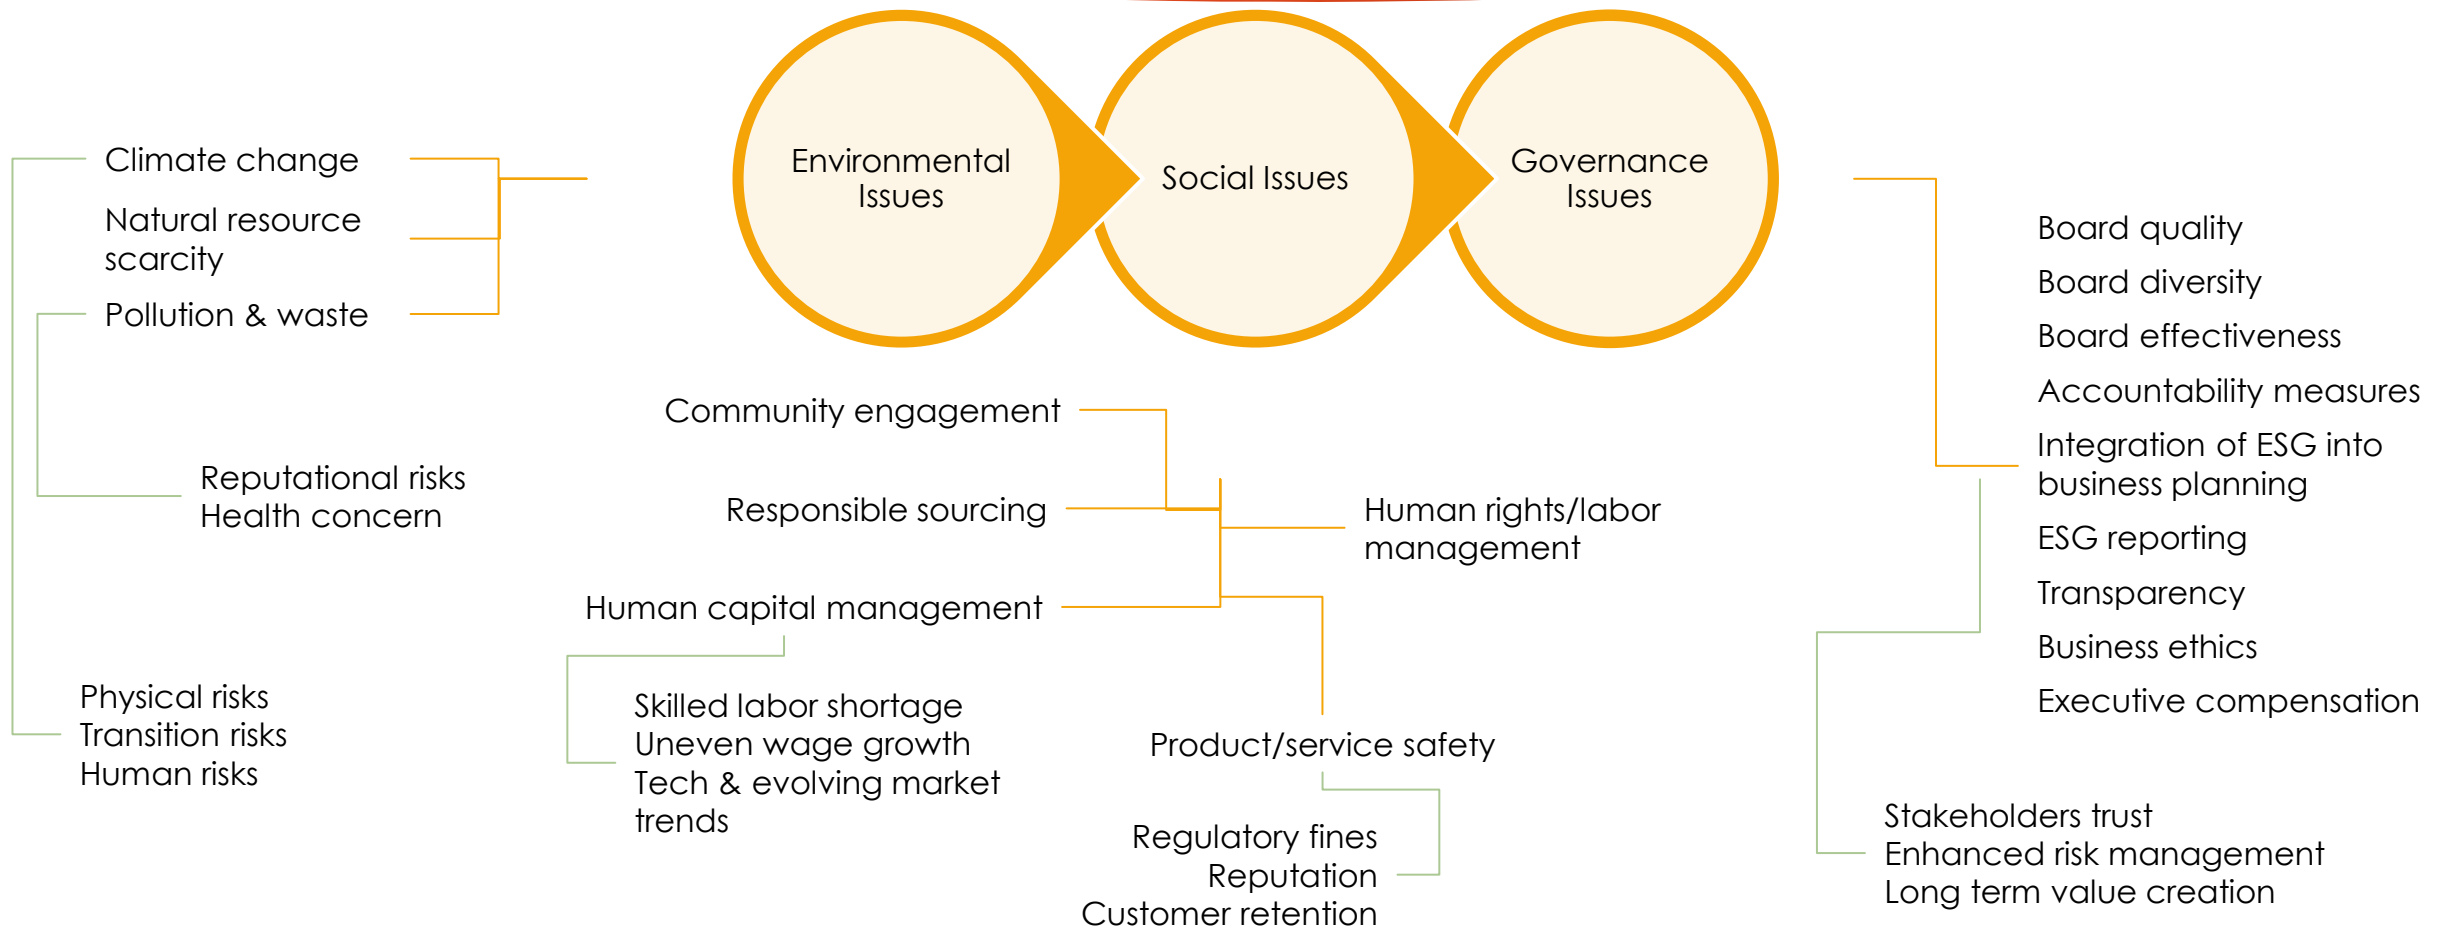 Environmental
Issues
Social Issues
Governance
Issues
Climate change
Natural resource
scarcity
Pollution & waste
Reputational risks
Health concern
Physical risks
Transition risks
Human risks
Community engagement
Responsible sourcing
Human capital management
Skilled labor shortage
Uneven wage growth
Tech & evolving market
trends
Human rights/labor
management
Product/service safety
Regulatory fines
Reputation
Customer retention
Board quality
Board diversity
Board effectiveness
Accountability measures
Integration of ESG into
business planning
ESG reporting
Transparency
Business ethics
Executive compensation
Stakeholders trust
Enhanced risk management
Long term value creation